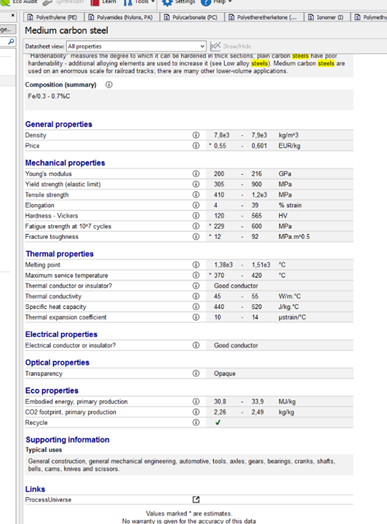 Eco Audit Synthesizer Learn Tools Settings Help
Polyethylene (PE) Polyamides (Nylons, PA) Polycarbonate (PC) Polyetheretherketone (... Ionomer (I) Polymethy
Medium carbon steel
Datasheet view: All properties Show/Hide
"Hardenability" measures the degree to which it can be hardened in thick sections. plain carbon steels have poor
hardenability - additional alloying elements are used to increase it (see Low alloy steels). Medium carbon steels are
used on an enormous scale for railroad tracks; there are many other lower-volume applications.
Composition (summary)
Fe/0.3 - 0.7%C
General properties
Density 7,8e3 - 7,9e3 kg/m^3
Price * 0,55 - 0,601 EUR/kg
Mechanical properties
Young's modulus 200 - 216 GPa
Yield strength (elastic limit) 305 - 900 MPa
Tensile strength 410 - 1,2e3 MPa
Elongation 4 - 39 % strain
Hardness - Vickers 120 - 565 HV
Fatigue strength at 10^7 cycles * 229 - 600 MPa
Fracture toughness * 12 - 92 MPa.m^0.5
Thermal properties
Melting point 1,38e3 - 1,51e3 °C
Maximum service temperature * 370 - 420 °C
Thermal conductor or insulator? Good conductor
Thermal conductivity 45 - 55 W/m.°C
Specific heat capacity 440 - 520 J/kg.°C
Thermal expansion coefficient 10 - 14 µstrain/°C
Electrical properties
Electrical conductor or insulator? Good conductor
Optical properties
Transparency Opaque
Eco properties
Embodied energy, primary production 30,8 - 33,9 MJ/kg
CO2 footprint, primary production 2,26 - 2,49 kg/kg
Recycle ✓
Supporting information
Typical uses
General construction, general mechanical engineering, automotive, tools, axles, gears, bearings, cranks, shafts,
bells, cams, knives and scissors.
Links
ProcessUniverse
Values marked * are estimates.
No warranty is given for the accuracy of this data